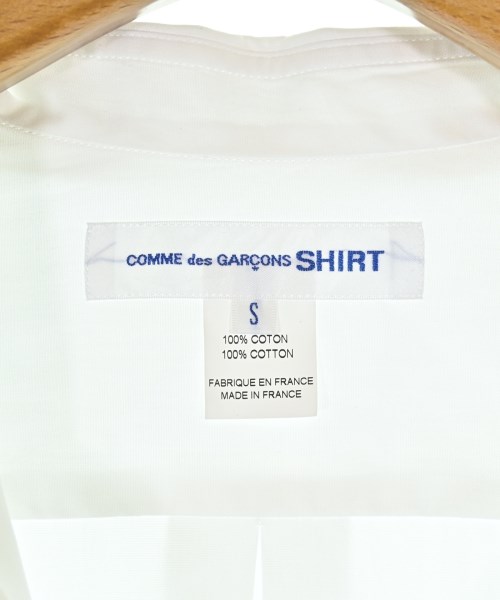 COMME des GARÇONS SHIRT
S
100% COTON
100% COTTON
FABRIQUE EN FRANCE
MADE IN FRANCE